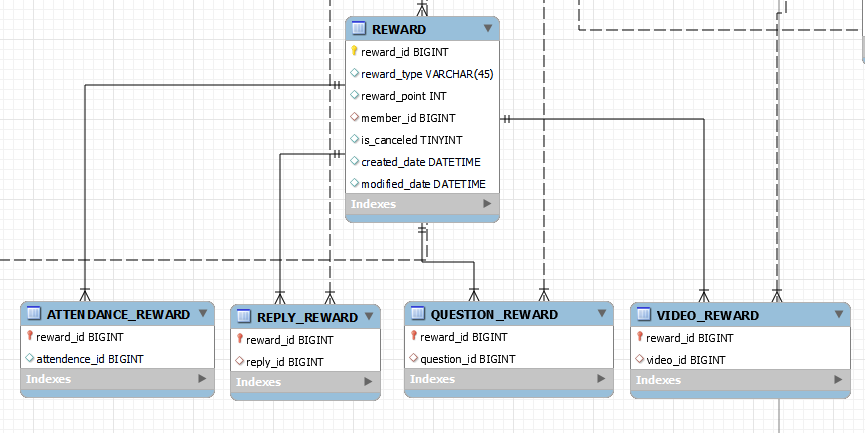 REWARD
reward_id BIGINT
reward_type VARCHAR(45)
reward_point INT
member_id BIGINT
is_canceled TINYINT
created_date DATETIME
modified_date DATETIME
Indexes
ATTENDANCE_REWARD
reward_id BIGINT
attendence_id BIGINT
Indexes
REPLY_REWARD
reward_id BIGINT
reply_id BIGINT
Indexes
QUESTION_REWARD
reward_id BIGINT
question_id BIGINT
Indexes
VIDEO_REWARD
reward_id BIGINT
video_id BIGINT
Indexes